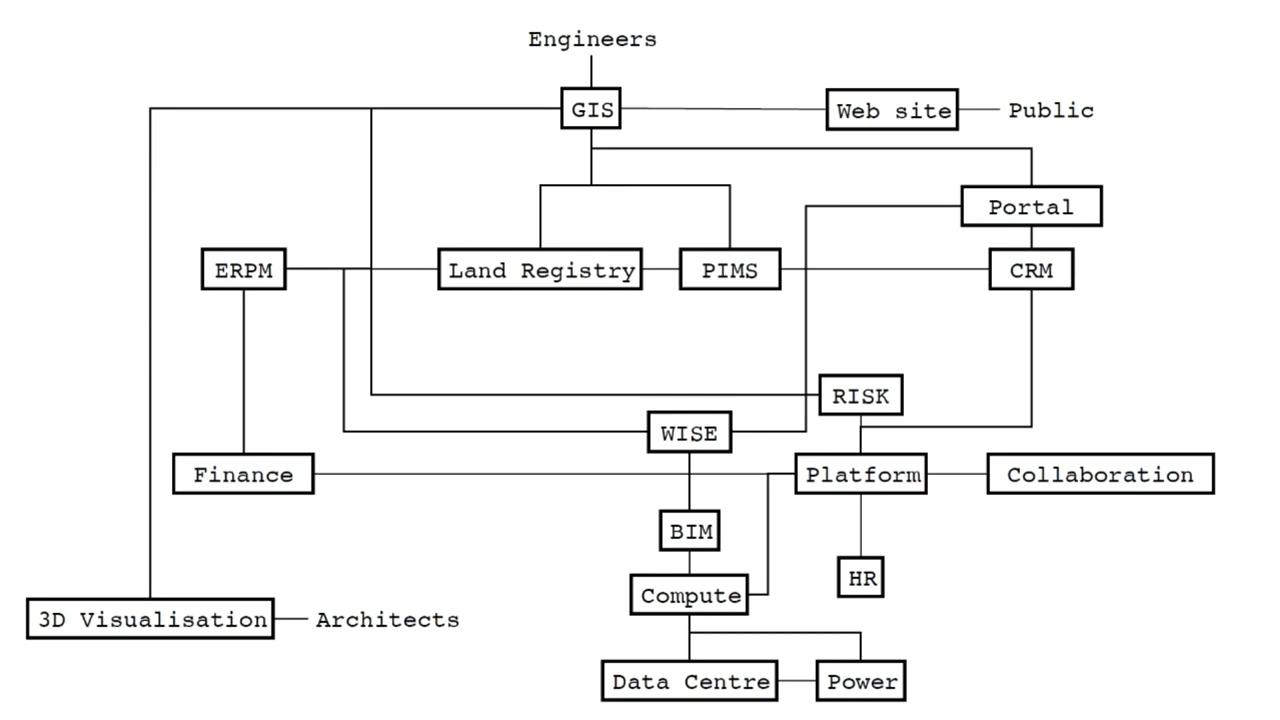 Engineers
GIS
Web site
Public
Portal
ERPM
Land Registry
PIMS
CRM
RISK
WISE
Finance
Platform
Collaboration
BIM
HR
Compute
3D Visualisation
Architects
Data Centre
Power